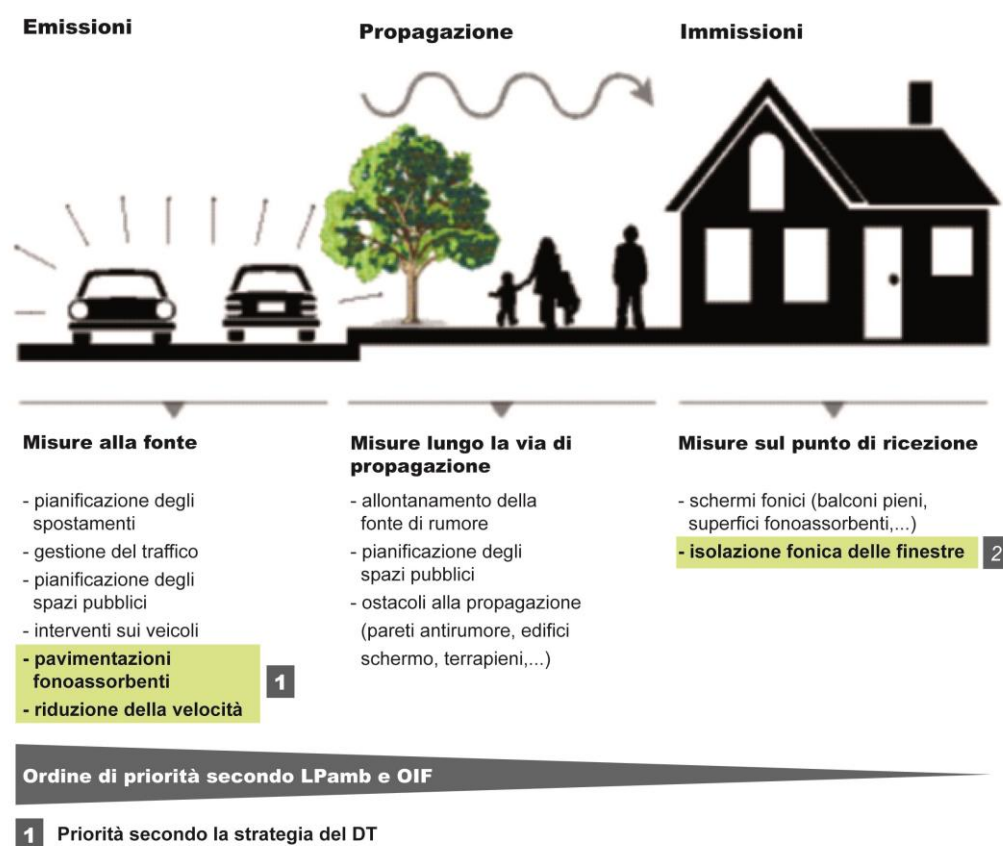 Emissioni
Propagazione
Immissioni
Misure alla fonte
- pianificazione degli
spostamenti
- gestione del traffico
- pianificazione degli
spazi pubblici
- interventi sui veicoli
- pavimentazioni
fonoassorbenti
- riduzione della velocità
1
Misure lungo la via di
propagazione
- allontanamento della
fonte di rumore
- pianificazione degli
spazi pubblici
- ostacoli alla propagazione
(pareti antirumore, edifici
schermo, terrapieni,...)
Misure sul punto di ricezione
- schermi fonici (balconi pieni,
superfici fonoassorbenti,...)
- isolazione fonica delle finestre
2
Ordine di priorità secondo LPamb e OIF
1 Priorità secondo la strategia del DT